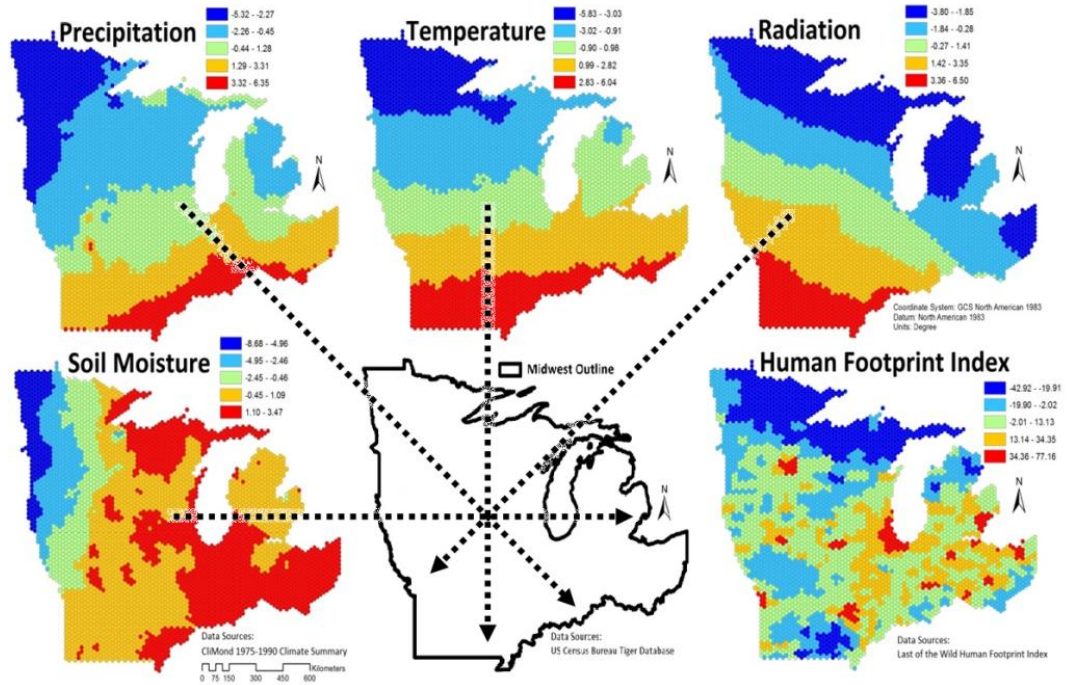 Precipitation
-5.32 - -2.27
-2.26 - -0.45
-0.44 - 1.28
1.29 - 3.31
3.32 - 6.35
N
Temperature
-5.83 - -3.03
-3.02 - -0.91
-0.90 - 0.98
0.99 - 2.82
2.83 - 6.04
N
Radiation
-3.80 - -1.85
-1.84 - -0.28
-0.27 - 1.41
1.42 - 3.35
3.36 - 6.50
N
Coordinate System: GCS North American 1983
Datum: North American 1983
Units: Degree
Soil Moisture
-8.68 - -4.96
-4.95 - -2.46
-2.45 - -0.46
-0.45 - 1.09
1.10 - 3.47
Data Sources:
CliMond 1975-1990 Climate Summary
0 75 150 300 450 600
Kilometers
Midwest Outline
N
Data Sources:
US Census Bureau Tiger Database
Human Footprint Index
-42.92 - -19.91
-19.90 - -2.02
-2.01 - 13.13
13.14 - 34.35
34.36 - 77.16
N
Data Sources:
Last of the Wild Human Footprint Index